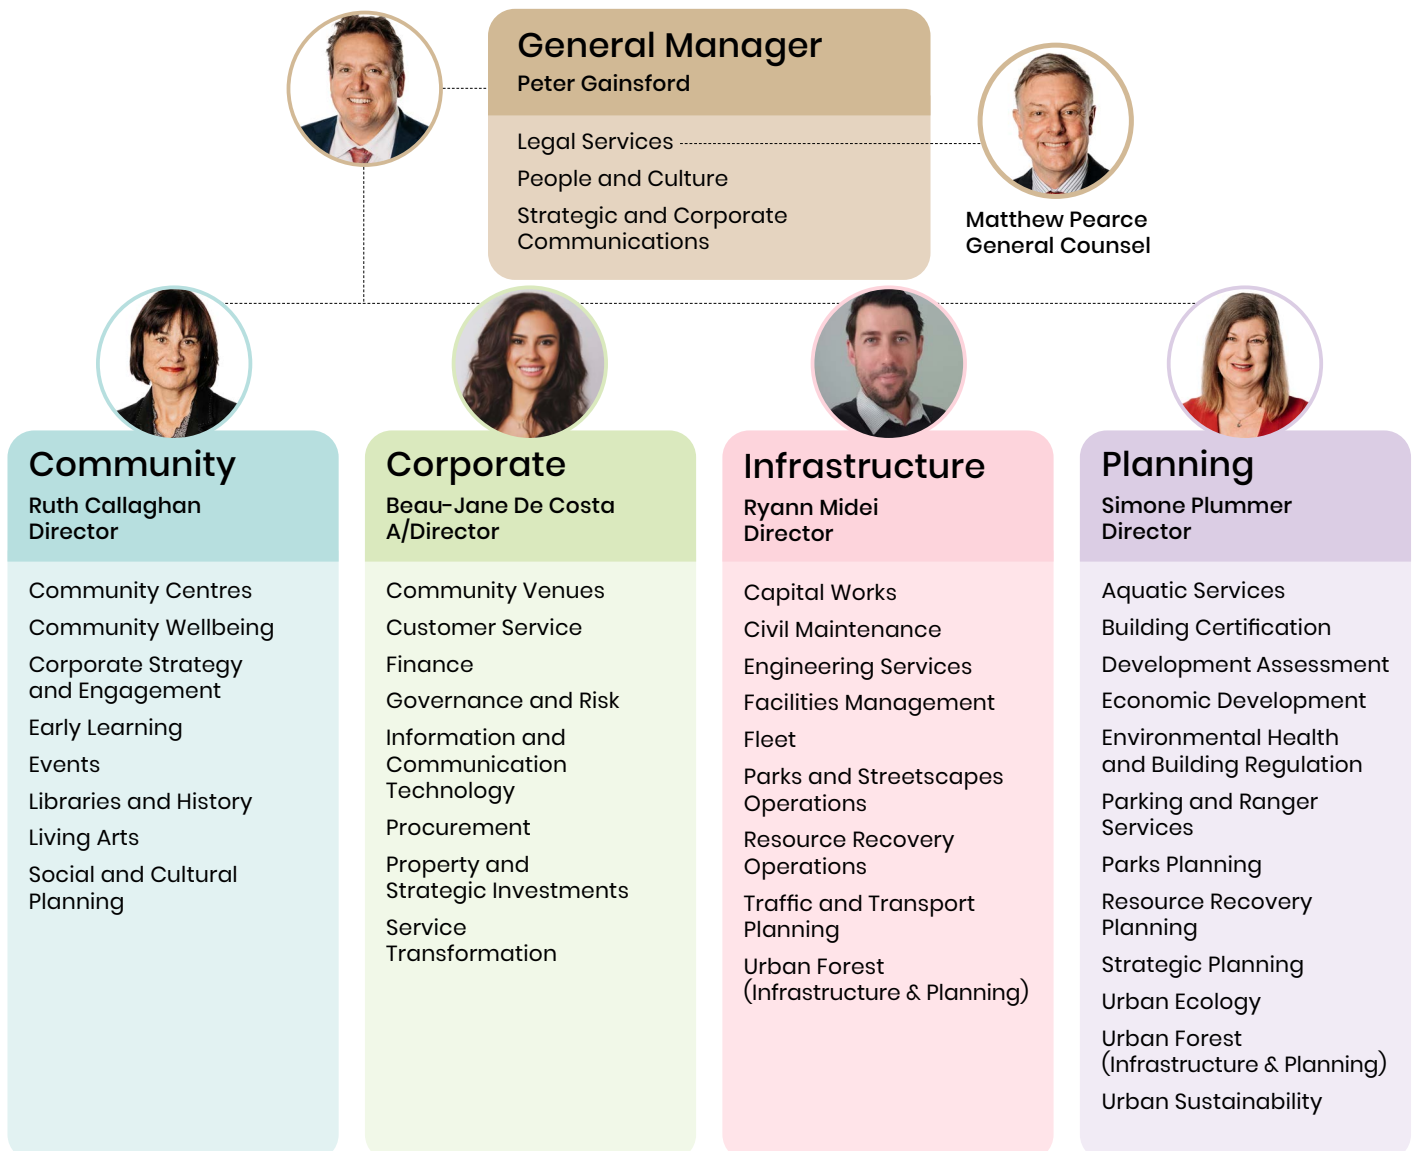 General Manager
Peter Gainsford
Legal Services
People and Culture
Strategic and Corporate
Communications
Matthew Pearce
General Counsel
Community
Ruth Callaghan
Director
Community Centres
Community Wellbeing
Corporate Strategy
and Engagement
Early Learning
Events
Libraries and History
Living Arts
Social and Cultural
Planning
Corporate
Beau-Jane De Costa
A/Director
Community Venues
Customer Service
Finance
Governance and Risk
Information and
Communication
Technology
Procurement
Property and
Strategic Investments
Service
Transformation
Infrastructure
Ryann Midei
Director
Capital Works
Civil Maintenance
Engineering Services
Facilities Management
Fleet
Parks and Streetscapes
Operations
Resource Recovery
Operations
Traffic and Transport
Planning
Urban Forest
(Infrastructure & Planning)
Planning
Simone Plummer
Director
Aquatic Services
Building Certification
Development Assessment
Economic Development
Environmental Health
and Building Regulation
Parking and Ranger
Services
Parks Planning
Resource Recovery
Planning
Strategic Planning
Urban Ecology
Urban Forest
(Infrastructure & Planning)
Urban Sustainability